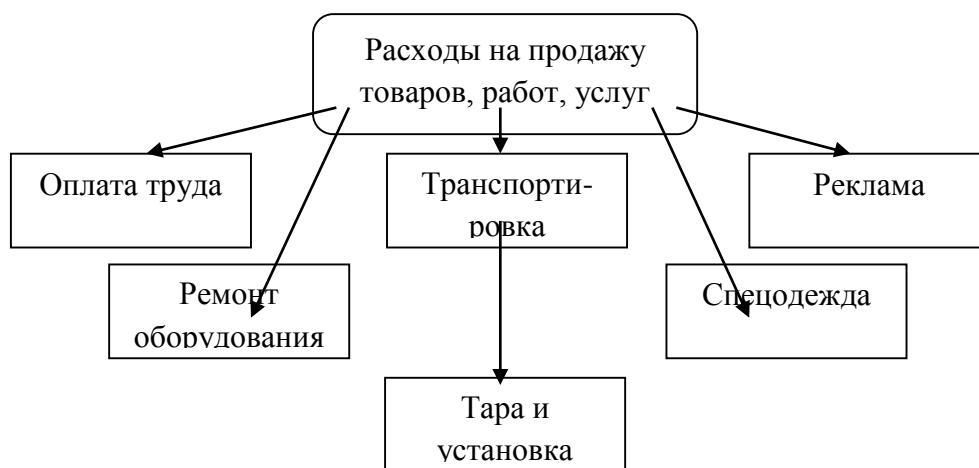 Расходы на продажу
товаров, работ, услуг
Оплата труда
Транспорти-
ровка
Реклама
Ремонт
оборудования
Спецодежда
Тара и
установка